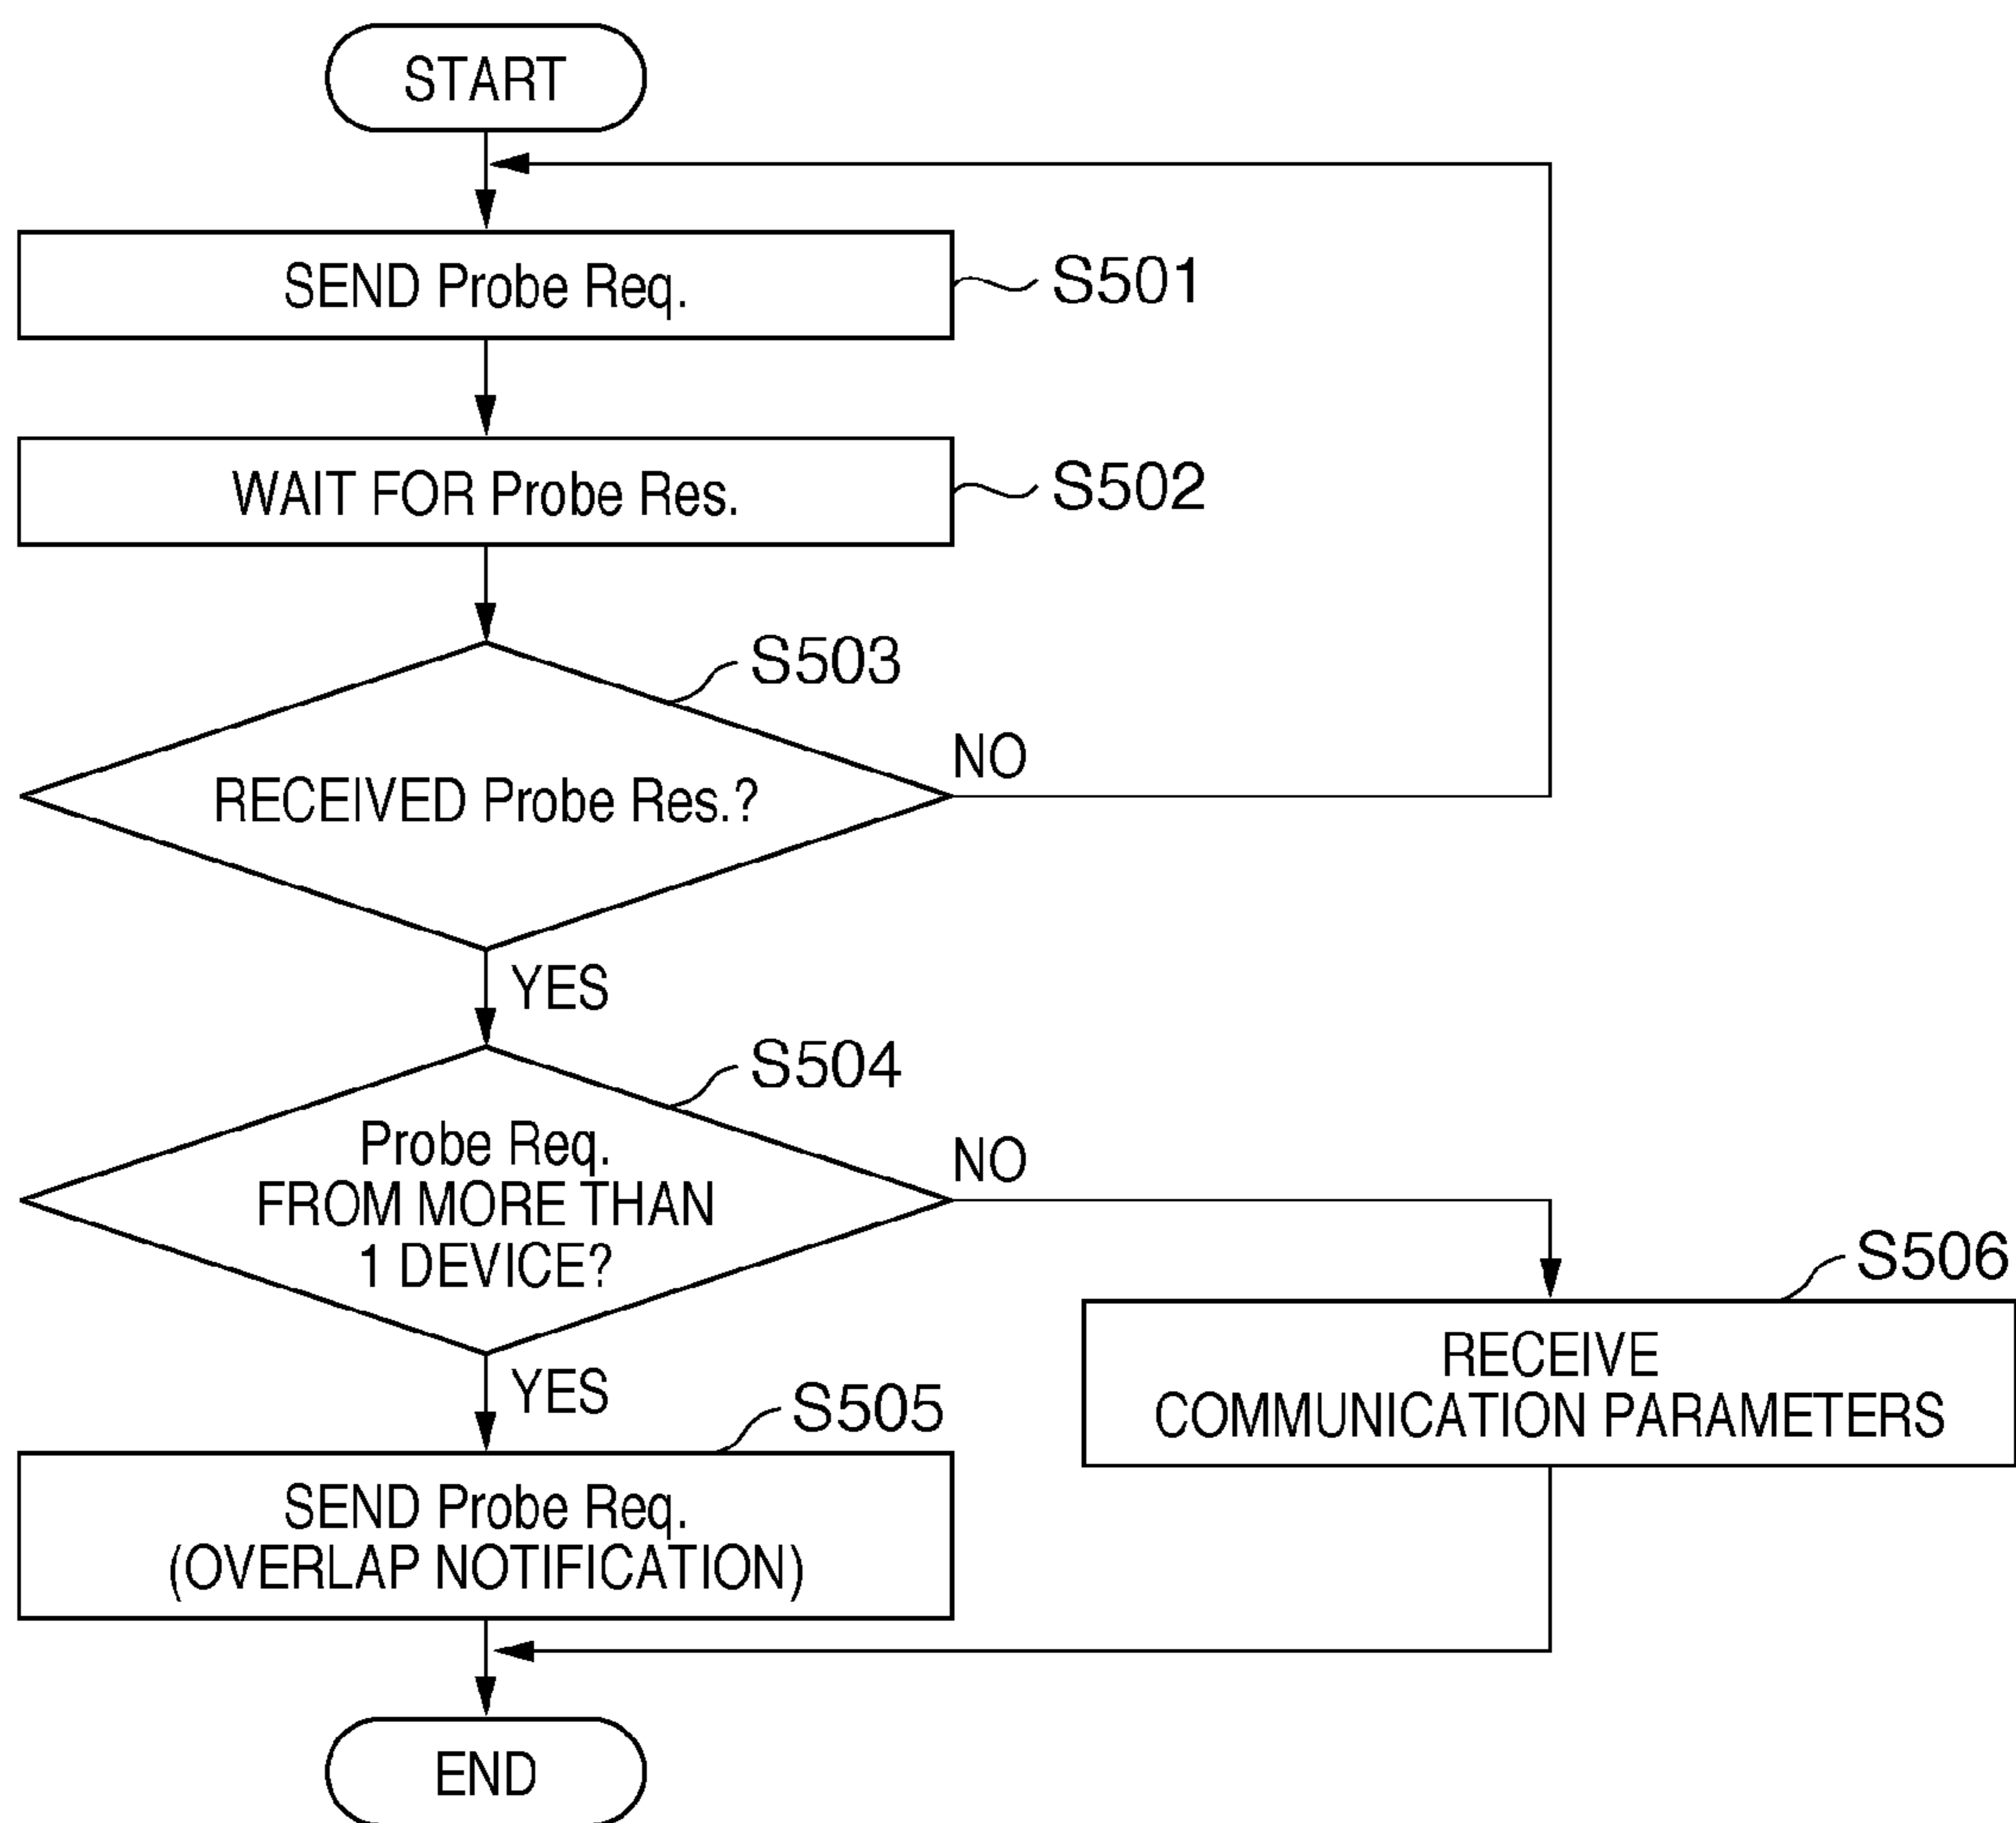 START
SEND Probe Req.
S501
WAIT FOR Probe Res.
S502
S503
RECEIVED Probe Res.?
NO
YES
S504
Probe Req.
FROM MORE THAN
1 DEVICE?
NO
YES
S506
RECEIVE
COMMUNICATION PARAMETERS
S505
SEND Probe Req.
(OVERLAP NOTIFICATION)
END